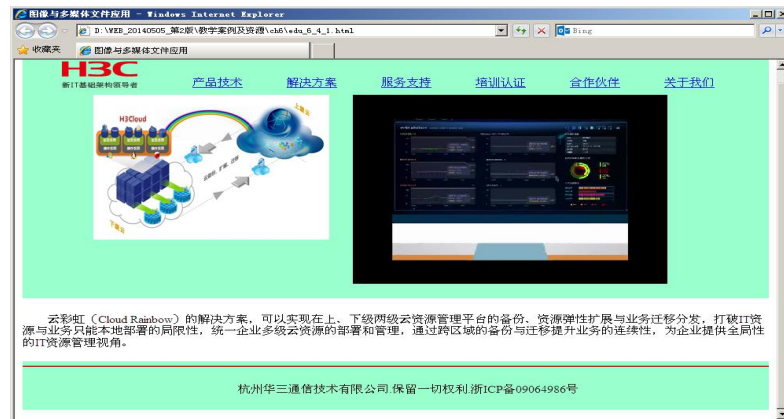 图像与多媒体文件应用 - Windows Internet Explorer
D:\WEB_20140505_第2版\教学案例及资源\ch6\edu_6_4_1.html
Bing
收藏夹
图像与多媒体文件应用
H3C
新IT基础架构领导者
产品技术 解决方案 服务支持 培训认证 合作伙伴 关于我们
H3Cloud
上级云
下级云
云彩虹(Cloud Rainbow)的解决方案,可以实现在上、下级两级云资源管理平台的备份、资源弹性扩展与业务迁移分发,打破IT资
源与业务只能本地部署的局限性,统一企业多级云资源的部署和管理,通过跨区域的备份与迁移提升业务的连续性,为企业提供全局性
的IT资源管理视角。
杭州华三通信技术有限公司.保留一切权利.浙ICP备09064986号